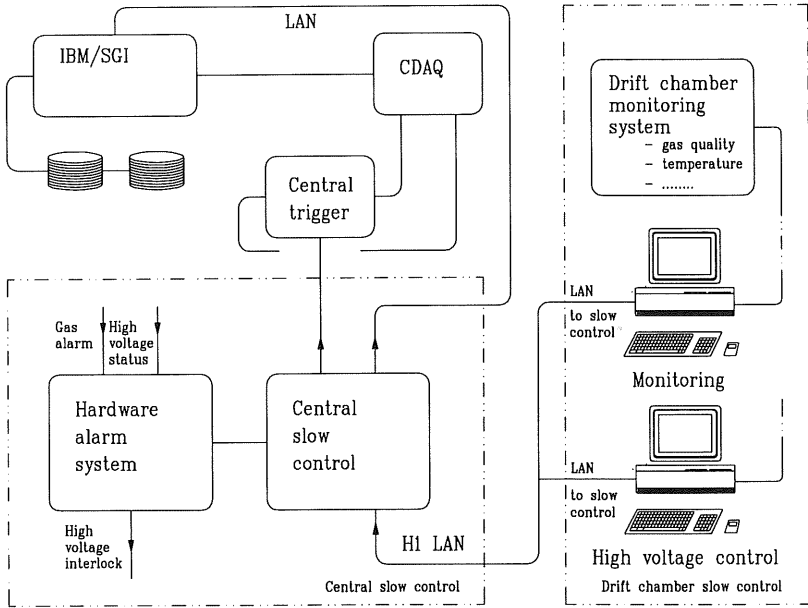 LAN
IBM/SGI
CDAQ
Central
trigger
Drift chamber
monitoring
system
- gas quality
- temperature
- ........
Gas
alarm
High
voltage
status
Hardware
alarm
system
Central
slow
control
High
voltage
interlock
H1 LAN
Central slow control
LAN
to slow
control
Monitoring
LAN
to slow
control
High voltage control
Drift chamber slow control